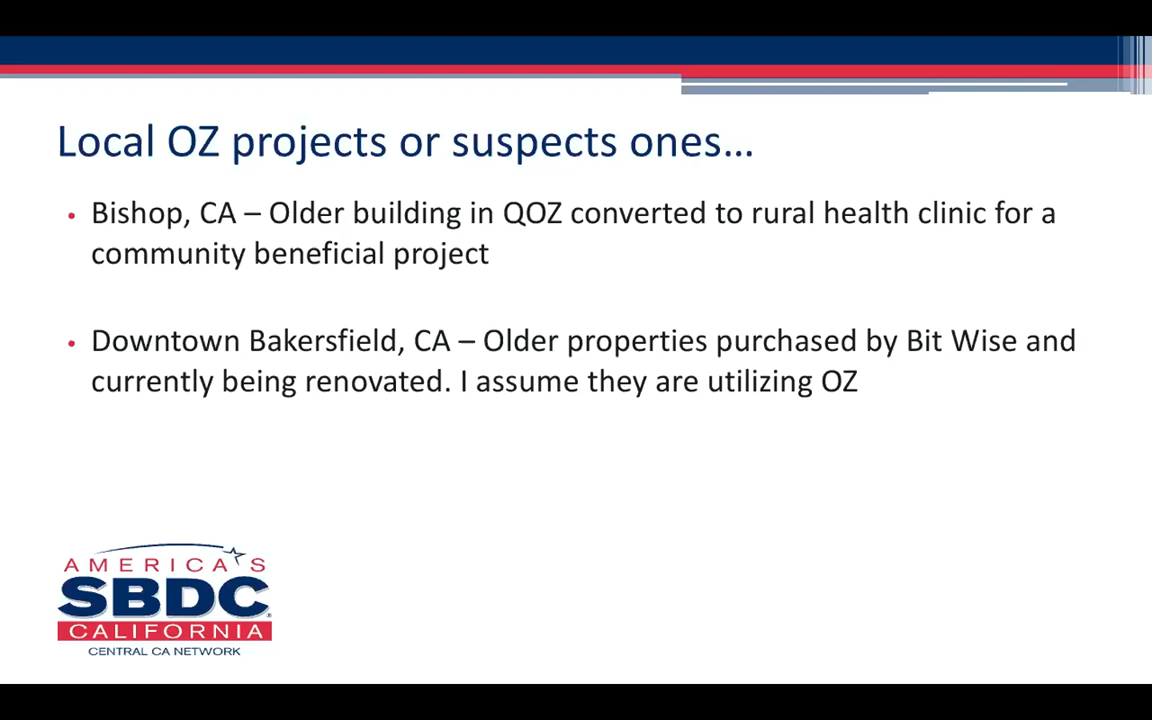 Local OZ projects or suspects ones...
• Bishop, CA – Older building in QOZ converted to rural health clinic for a
community beneficial project
• Downtown Bakersfield, CA – Older properties purchased by Bit Wise and
currently being renovated. I assume they are utilizing OZ
AMERICA'S
SBDC
CALIFORNIA
CENTRAL CA NETWORK